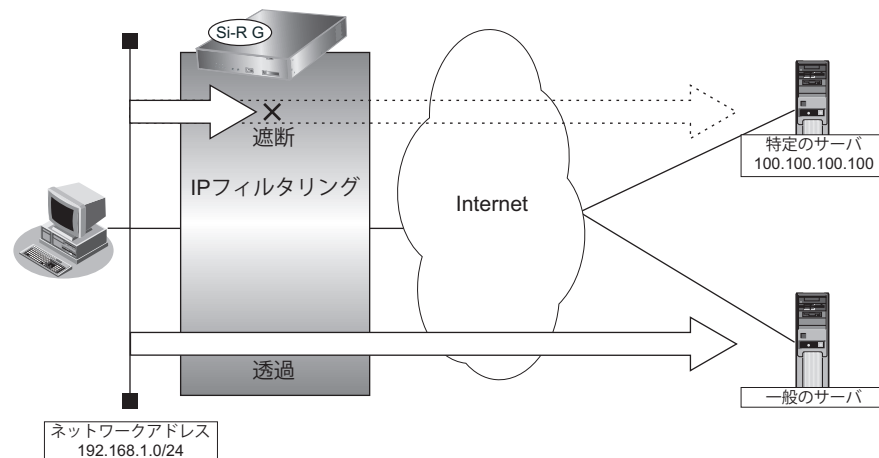 Si-R G
遮断
特定のサーバ
100.100.100.100
IPフィルタリング
Internet
透過
一般のサーバ
ネットワークアドレス
192.168.1.0/24